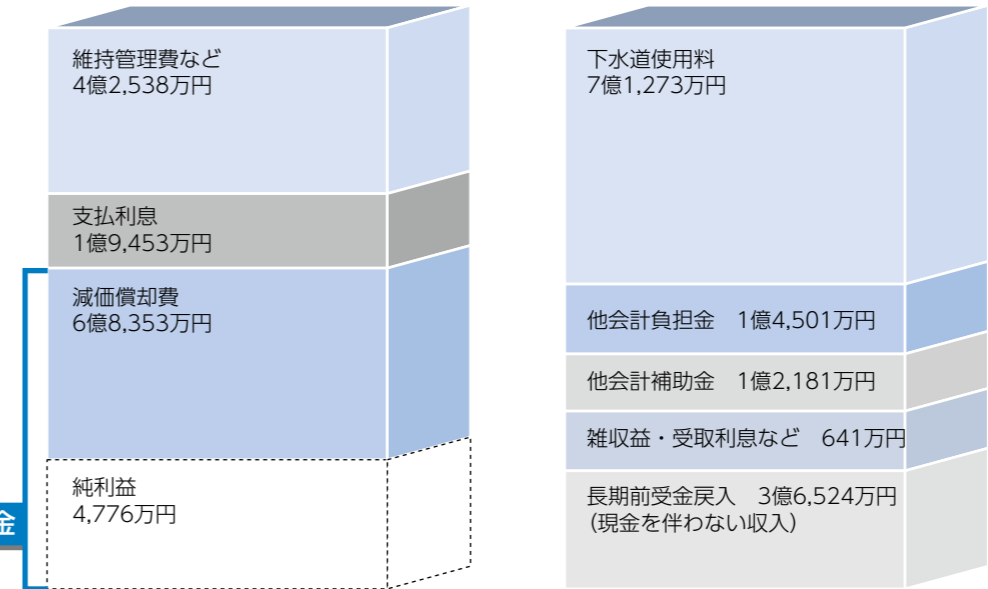 維持管理費など
4億2,538万円
支払利息
1億9,453万円
減価償却費
6億8,353万円
純利益
4,776万円
金
下水道使用料
7億1,273万円
他会計負担金　1億4,501万円
他会計補助金　1億2,181万円
雑収益・受取利息など　641万円
長期前受金戻入　3億6,524万円
（現金を伴わない収入）